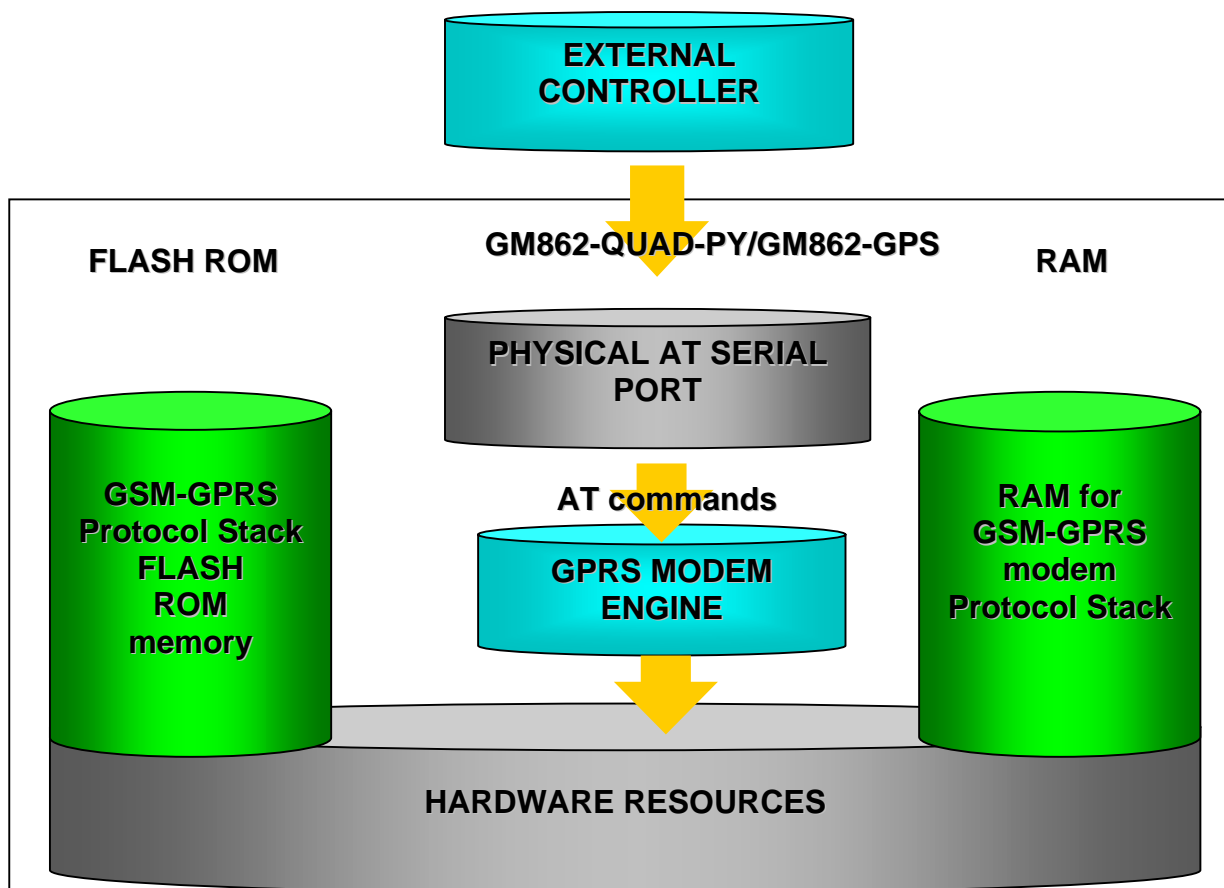 EXTERNAL
CONTROLLER
GM862-QUAD-PY/GM862-GPS
FLASH ROM
RAM
PHYSICAL AT SERIAL
PORT
AT commands
GSM-GPRS
Protocol Stack
FLASH
ROM
memory
GPRS MODEM
ENGINE
RAM for
GSM-GPRS
modem
Protocol Stack
HARDWARE RESOURCES